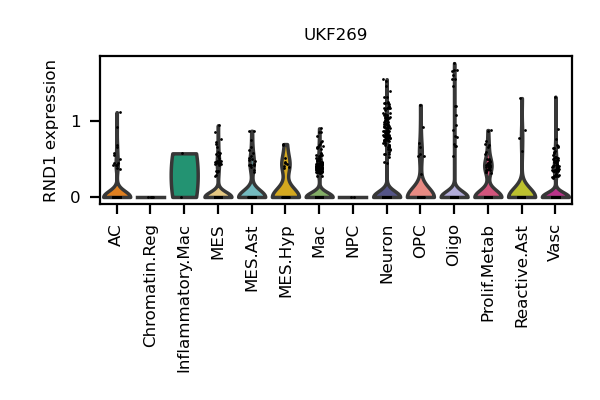 UKF269
RND1 expression
1
0
AC
Chromatin.Reg
Inflammatory.Mac
MES
MES.Ast
MES.Hyp
Mac
NPC
Neuron
OPC
Oligo
Prolif.Metab
Reactive.Ast
Vasc